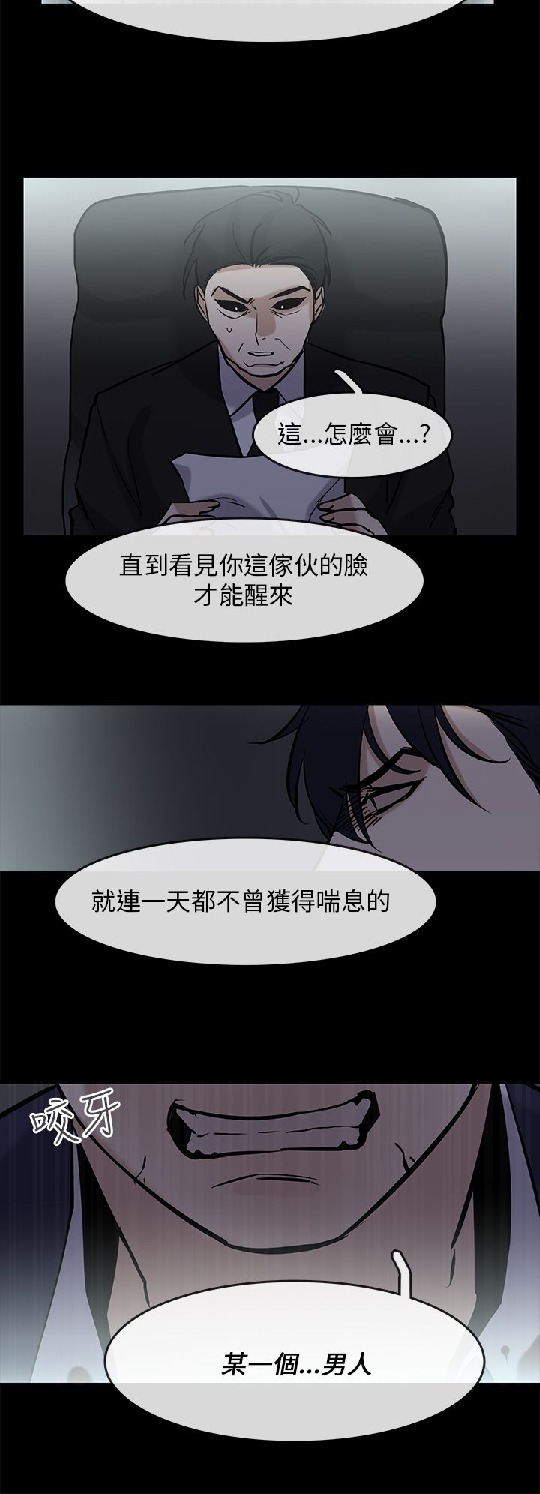 這...怎麼會...?
直到看見你這傢伙的臉
才能醒來
就連一天都不曾獲得喘息的
咬牙
某一個...男人